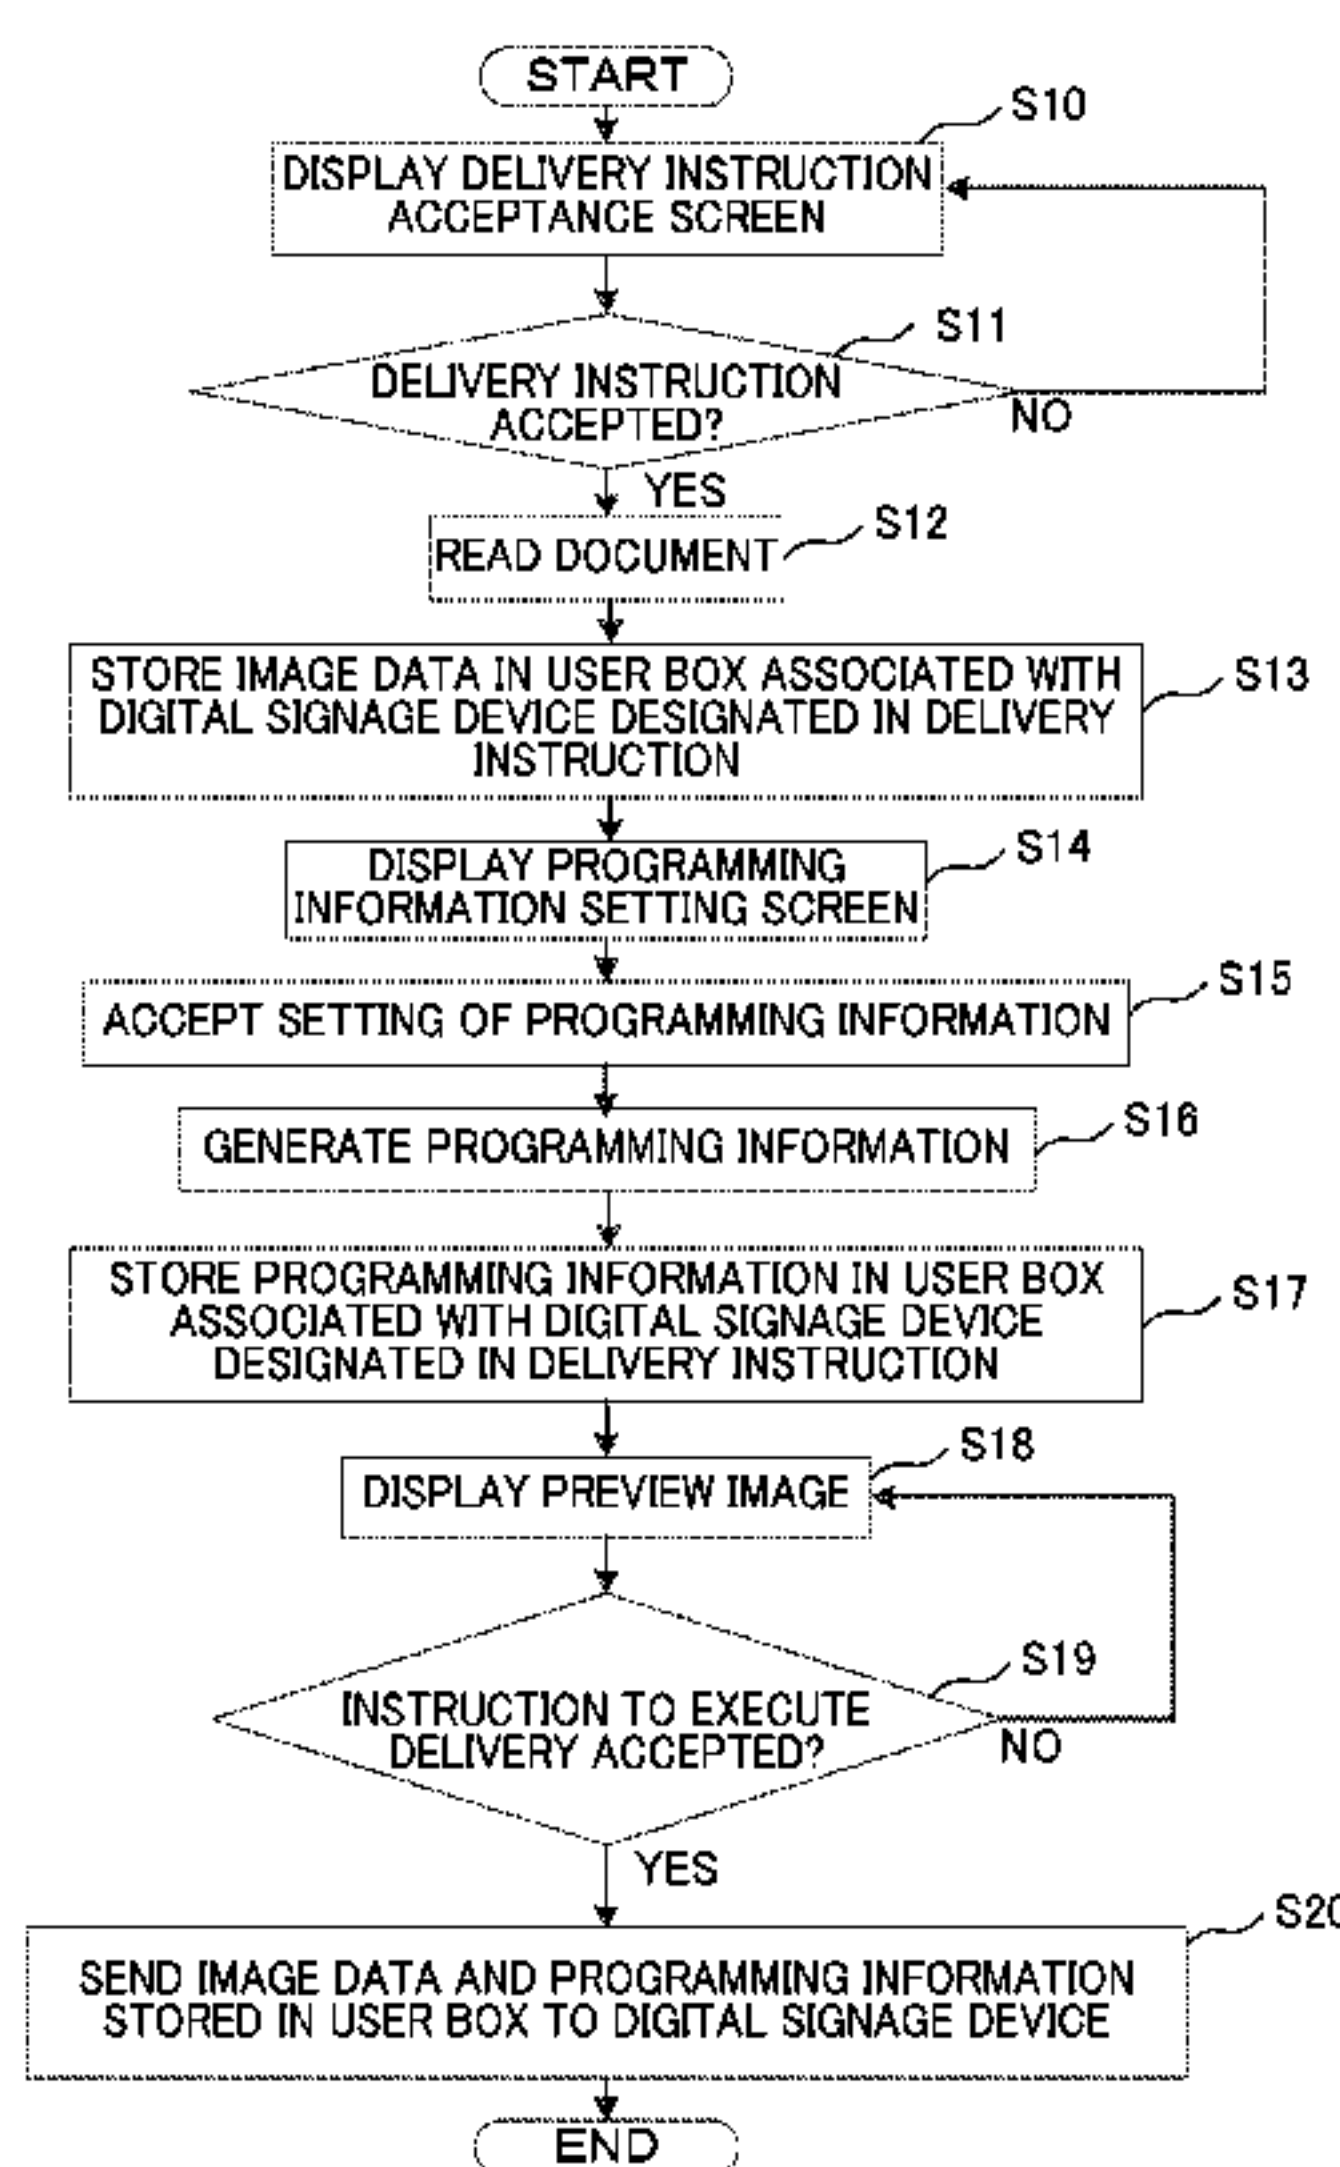 START
S10
DISPLAY DELIVERY INSTRUCTION
ACCEPTANCE SCREEN
S11
DELIVERY INSTRUCTION
ACCEPTED?
NO
YES
S12
READ DOCUMENT
S13
STORE IMAGE DATA IN USER BOX ASSOCIATED WITH
DIGITAL SIGNAGE DEVICE DESIGNATED IN DELIVERY
INSTRUCTION
S14
DISPLAY PROGRAMMING
INFORMATION SETTING SCREEN
S15
ACCEPT SETTING OF PROGRAMMING INFORMATION
S16
GENERATE PROGRAMMING INFORMATION
S17
STORE PROGRAMMING INFORMATION IN USER BOX
ASSOCIATED WITH DIGITAL SIGNAGE DEVICE
DESIGNATED IN DELIVERY INSTRUCTION
S18
DISPLAY PREVIEW IMAGE
S19
INSTRUCTION TO EXECUTE
DELIVERY ACCEPTED?
NO
YES
S20
SEND IMAGE DATA AND PROGRAMMING INFORMATION
STORED IN USER BOX TO DIGITAL SIGNAGE DEVICE
END